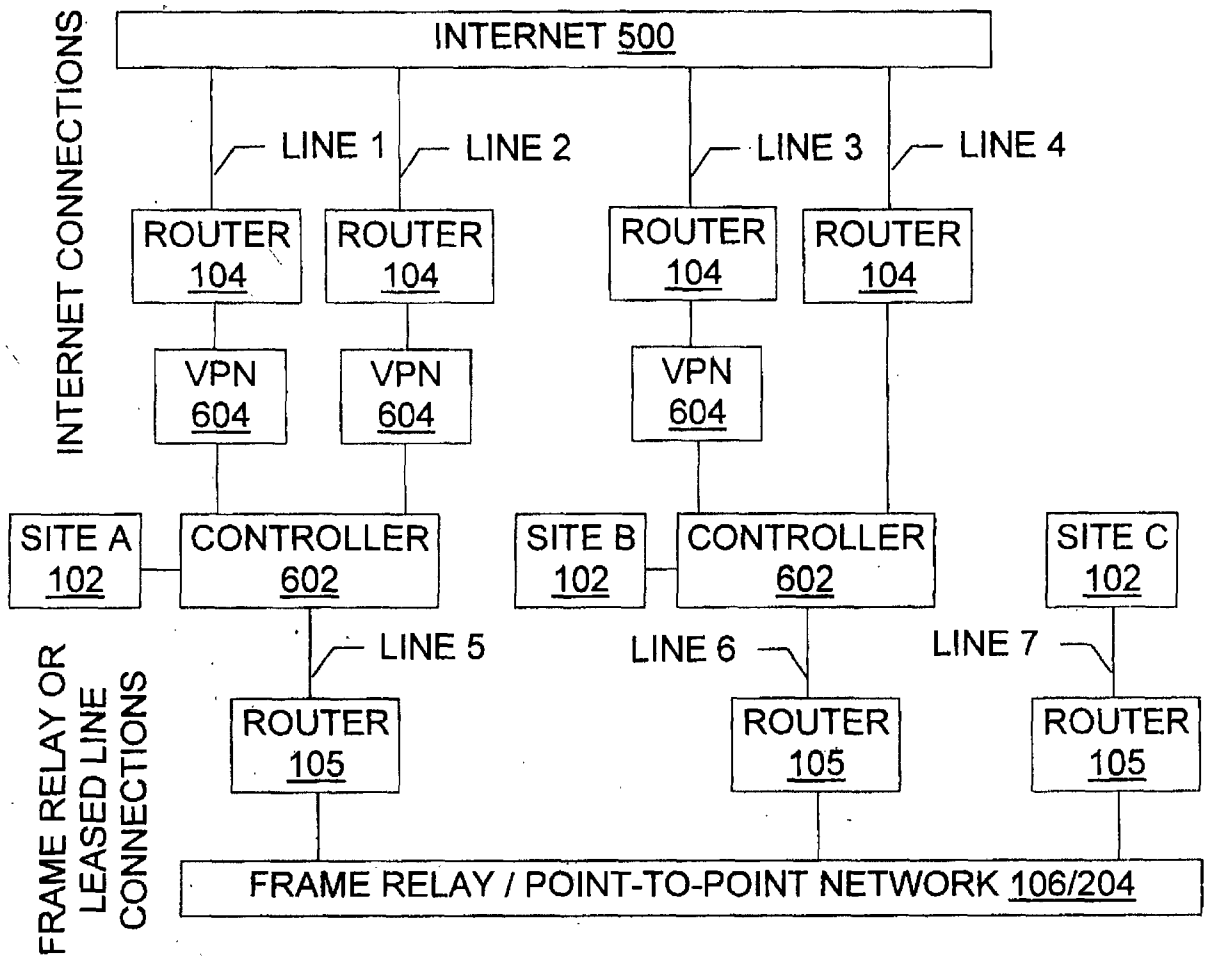 INTERNET 500
INTERNET CONNECTIONS
LINE 1
LINE 2
LINE 3
LINE 4
ROUTER
104
ROUTER
104
ROUTER
104
ROUTER
104
VPN
604
VPN
604
VPN
604
SITE A
102
CONTROLLER
602
SITE B
102
CONTROLLER
602
SITE C
102
LINE 5
LINE 6
LINE 7
ROUTER
105
ROUTER
105
ROUTER
105
FRAME RELAY OR
LEASED LINE
CONNECTIONS
FRAME RELAY / POINT-TO-POINT NETWORK 106/204